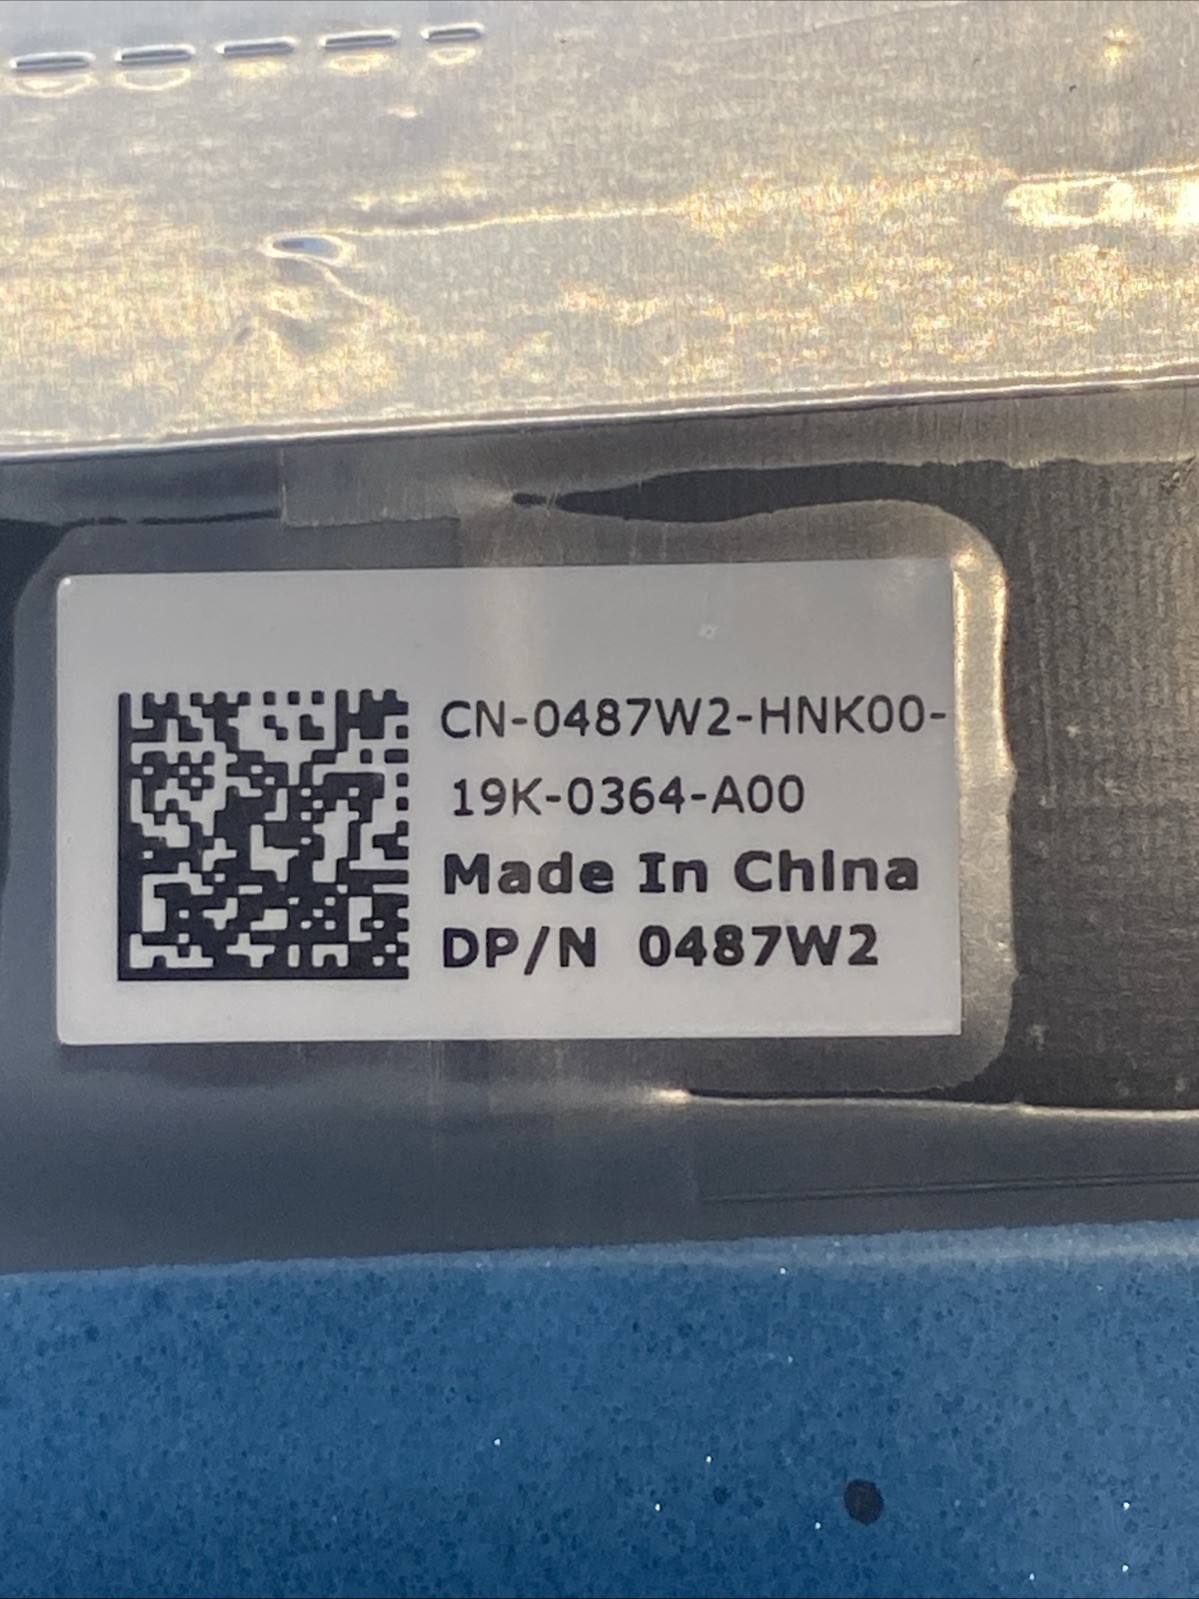 CN-0487W2-HNK00-
19K-0364-A00
Made In China
DP/N 0487W2